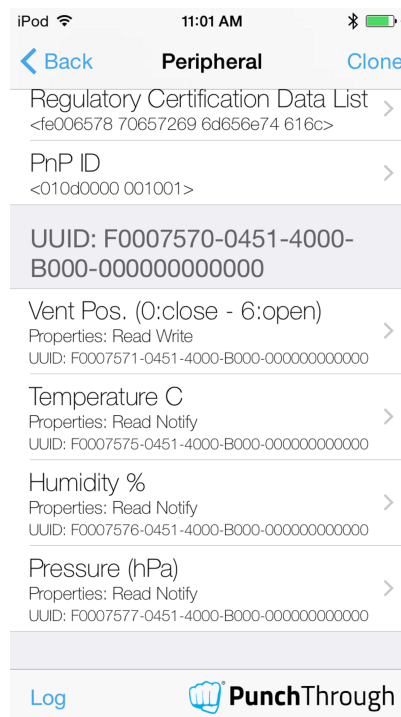 iPod 11:01 AM
Back Peripheral Clone
Regulatory Certification Data List
<fe006578 70657269 6d656e74 616c>
PnP ID
<010d0000 001001>
UUID: F0007570-0451-4000-
B000-000000000000
Vent Pos. (0:close - 6:open)
Properties: Read Write
UUID: F0007571-0451-4000-B000-000000000000
Temperature C
Properties: Read Notify
UUID: F0007575-0451-4000-B000-000000000000
Humidity %
Properties: Read Notify
UUID: F0007576-0451-4000-B000-000000000000
Pressure (hPa)
Properties: Read Notify
UUID: F0007577-0451-4000-B000-000000000000
Log PunchThrough